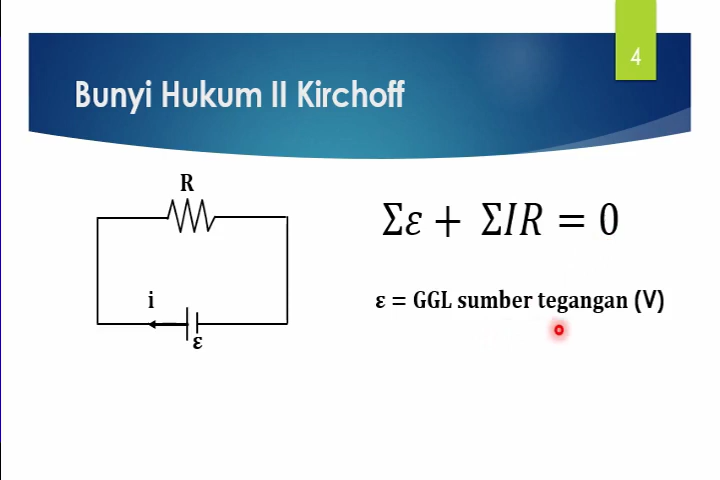 4
Bunyi Hukum II Kirchoff
R
i
ε
Σε + ΣIR = 0
ε = GGL sumber tegangan (V)